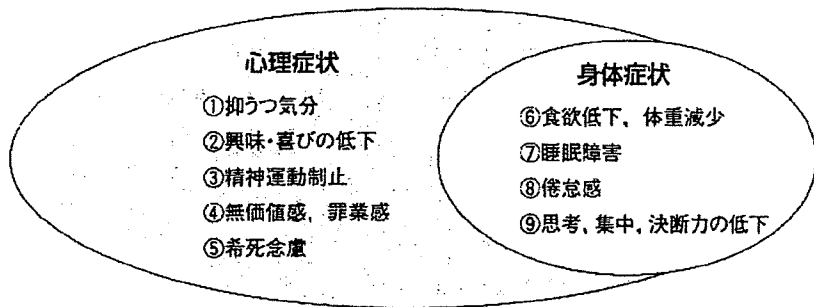 心理症状
①抑うつ気分
②興味・喜びの低下
③精神運動制止
④無価値感，罪業感
⑤希死念慮
身体症状
⑥食欲低下，体重減少
⑦睡眠障害
⑧倦怠感
⑨思考，集中，決断力の低下